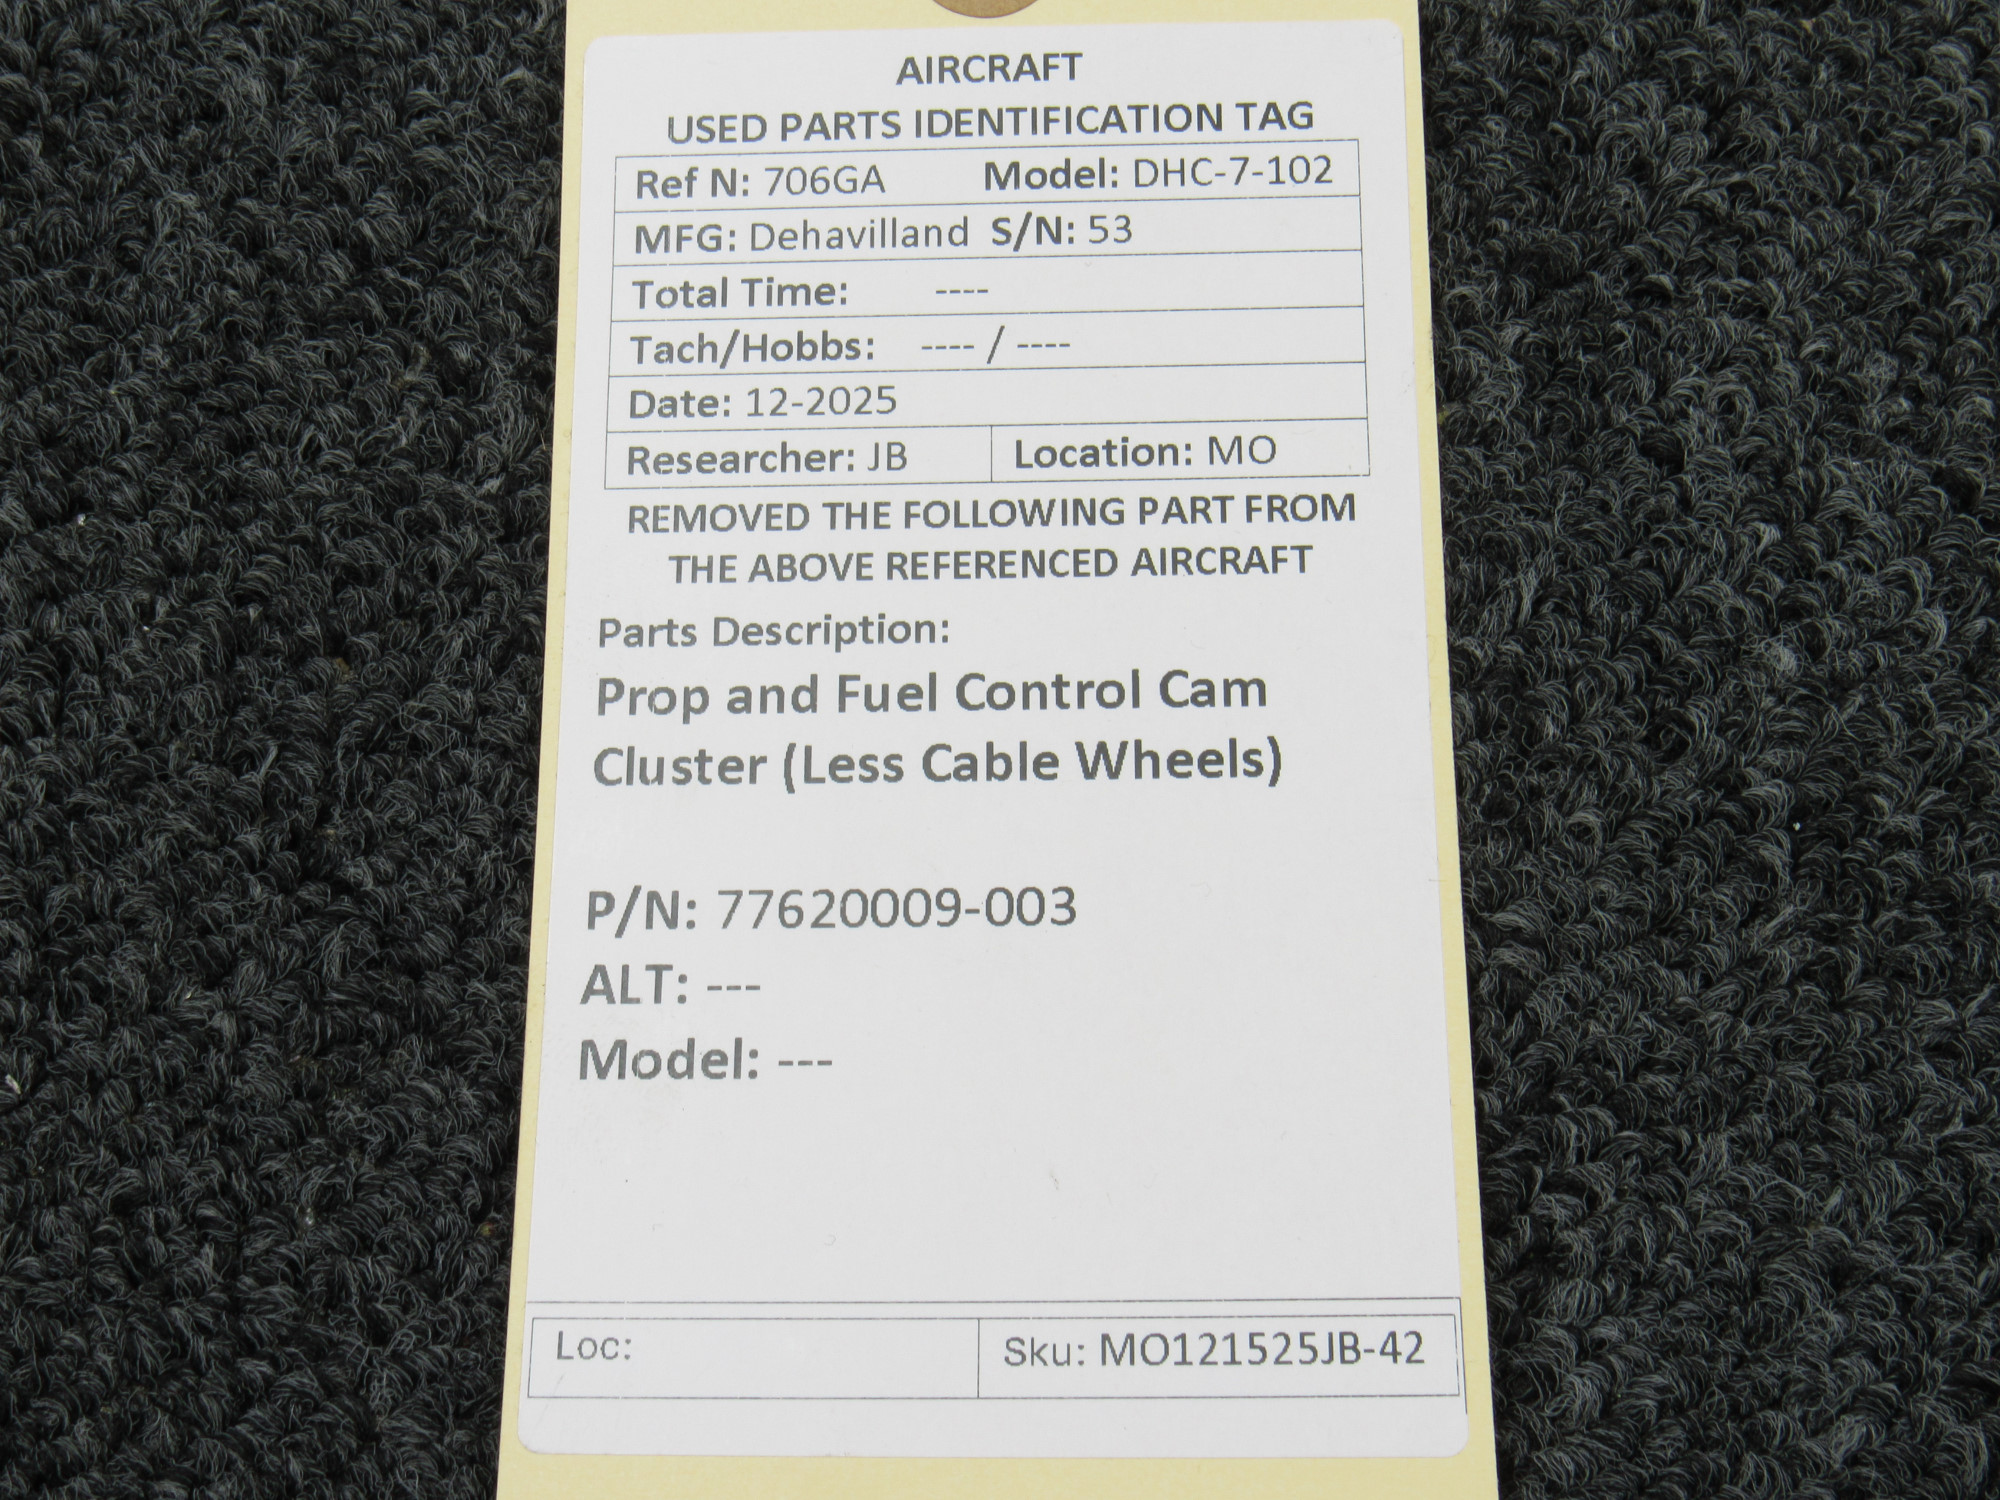 AIRCRAFT
USED PARTS IDENTIFICATION TAG
Ref N: 706GA Model: DHC-7-102
MFG: Dehavilland S/N: 53
Total Time: ----
Tach/Hobbs: ---- / ----
Date: 12-2025
Researcher: JB Location: MO
REMOVED THE FOLLOWING PART FROM
THE ABOVE REFERENCED AIRCRAFT
Parts Description:
Prop and Fuel Control Cam
Cluster (Less Cable Wheels)
P/N: 77620009-003
ALT: ---
Model: ---
Loc: Sku: MO121525JB-42